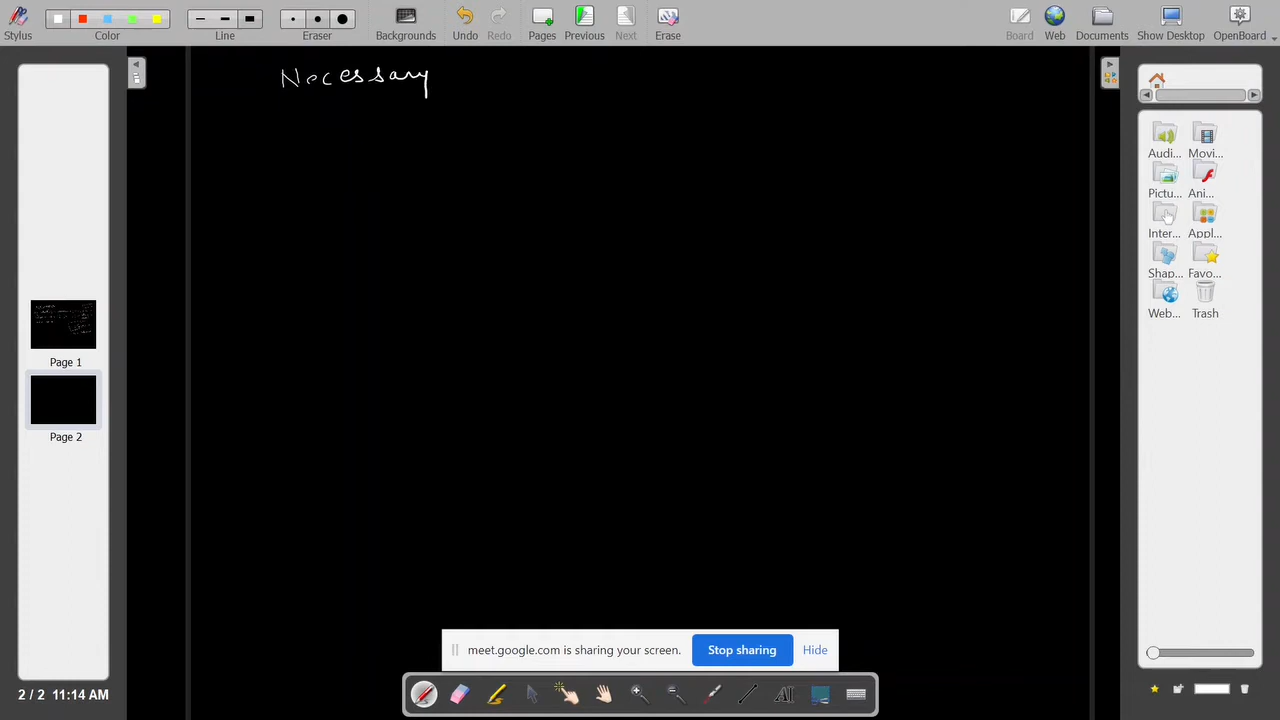 Stylus Color Line Eraser Backgrounds Undo Redo Pages Previous Next Erase Board Web Documents Show Desktop OpenBoard
Necessary
Audi... Movi...
Pictu... Ani...
Inter... Appl...
Shap... Favo...
Web... Trash
Page 1
Page 2
meet.google.com is sharing your screen. Stop sharing Hide
2 / 2 11:14 AM
AI